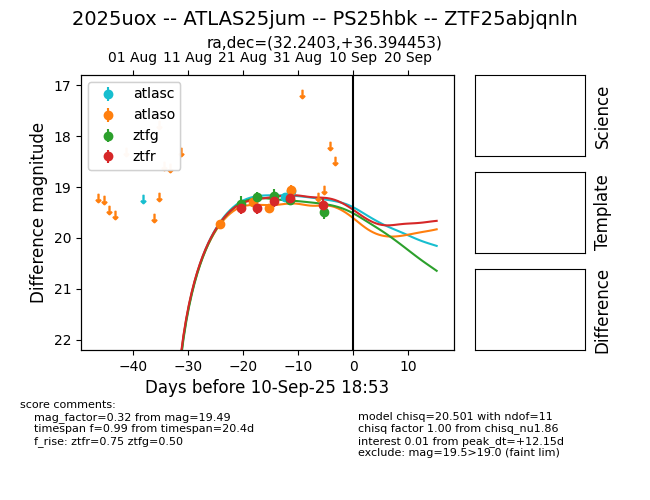 2025uox -- ATLAS25jum -- PS25hbk -- ZTF25abjqnln
ra,dec=(32.2403,+36.394453)
01 Aug 11 Aug 21 Aug 31 Aug 10 Sep 20 Sep
17
18
19
20
21
22
Difference magnitude
atlasc
atlaso
ztfg
ztfr
−40 −30 −20 −10 0 10
Days before 10-Sep-25 18:53
Science
Template
Difference
score comments:
mag_factor=0.32 from mag=19.49
timespan f=0.99 from timespan=20.4d
f_rise: ztfr=0.75 ztfg=0.50
model chisq=20.501 with ndof=11
chisq factor 1.00 from chisq_nu1.86
interest 0.01 from peak_dt=+12.15d
exclude: mag=19.5>19.0 (faint lim)